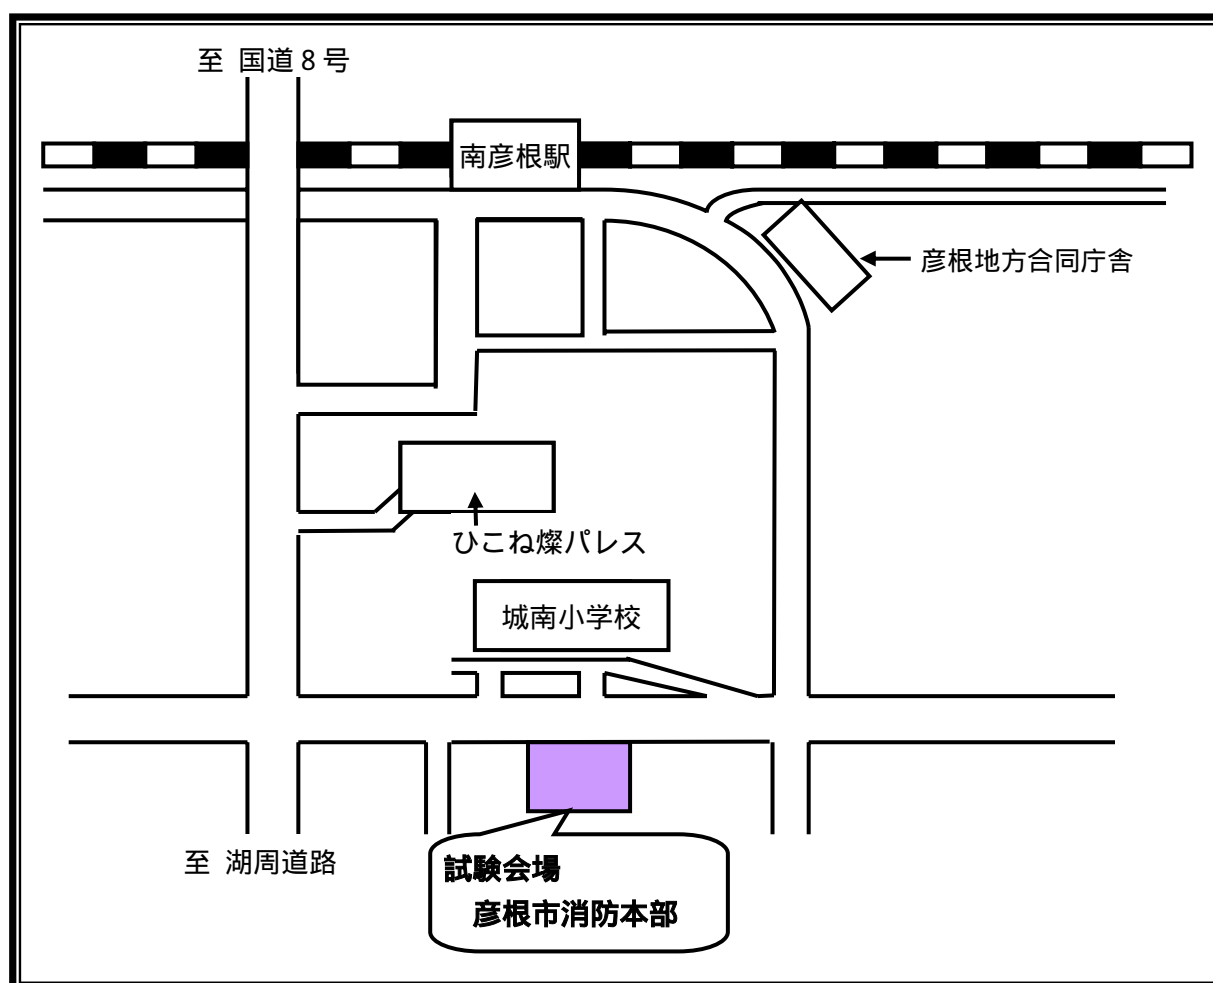 至 国道8号
南彦根駅
彦根地方合同庁舎
ひこね燦パレス
城南小学校
至 湖周道路
試験会場
彦根市消防本部